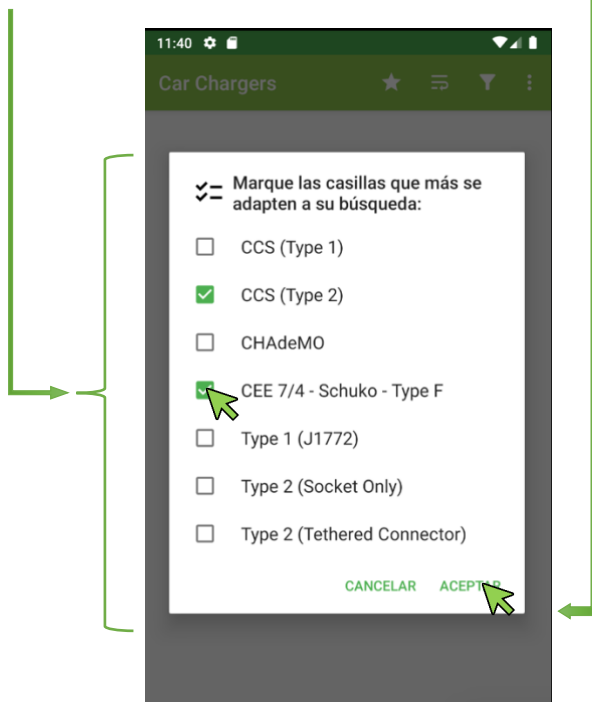 11:40
Car Chargers
Marque las casillas que más se
adapten a su búsqueda:
CCS (Type 1)
CCS (Type 2)
CHAdeMO
CEE 7/4 - Schuko - Type F
Type 1 (J1772)
Type 2 (Socket Only)
Type 2 (Tethered Connector)
CANCELAR ACEPTAR